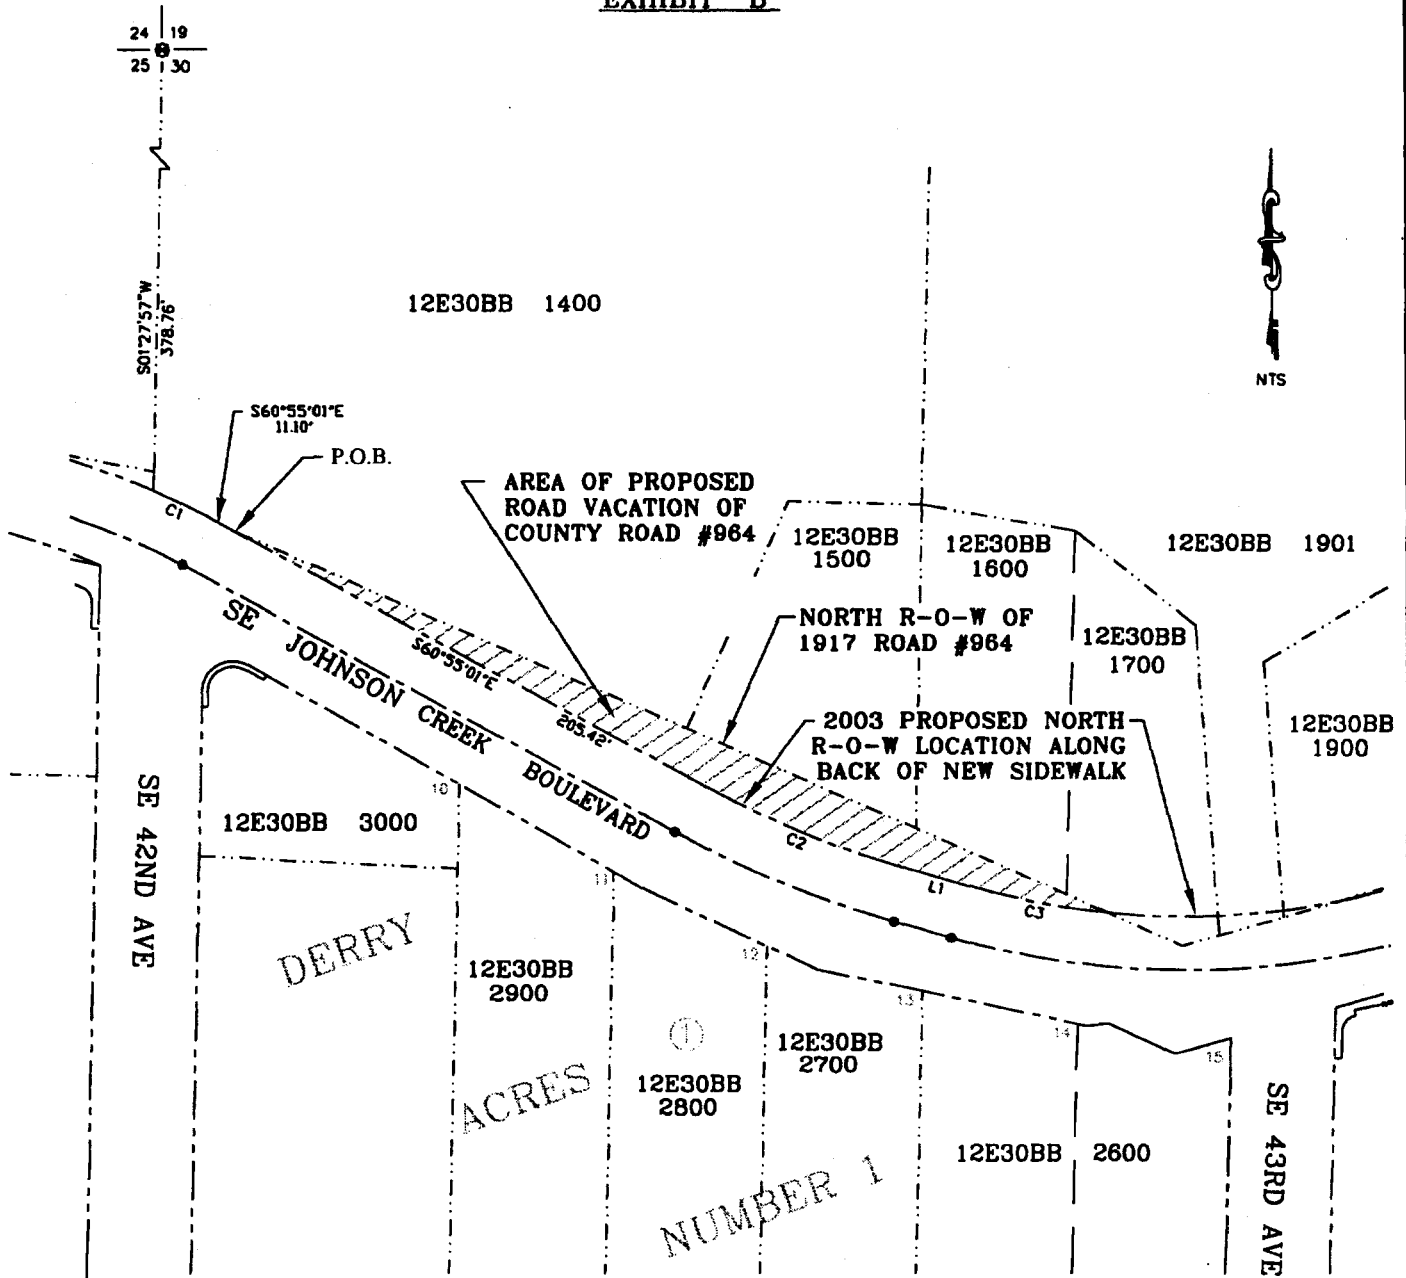 EXHIBIT "B"
24 19
25 30
S01°27'57"W
378.76'
12E30BB 1400
NTS
S60°55'01"E
11.10'
P.O.B.
C1
AREA OF PROPOSED
ROAD VACATION OF
COUNTY ROAD #964
12E30BB
1500
12E30BB
1600
12E30BB 1901
NORTH R-O-W OF
1917 ROAD #964
12E30BB
1700
S60°55'01"E
205.42'
2003 PROPOSED NORTH
R-O-W LOCATION ALONG
BACK OF NEW SIDEWALK
12E30BB
1900
SE JOHNSON CREEK BOULEVARD
C2
L1
C3
SE 42ND AVE
12E30BB 3000
10
11
12
13
14
15
DERRY
ACRES
NUMBER 1
1
12E30BB
2900
12E30BB
2800
12E30BB
2700
12E30BB 2600
SE 43RD AVE